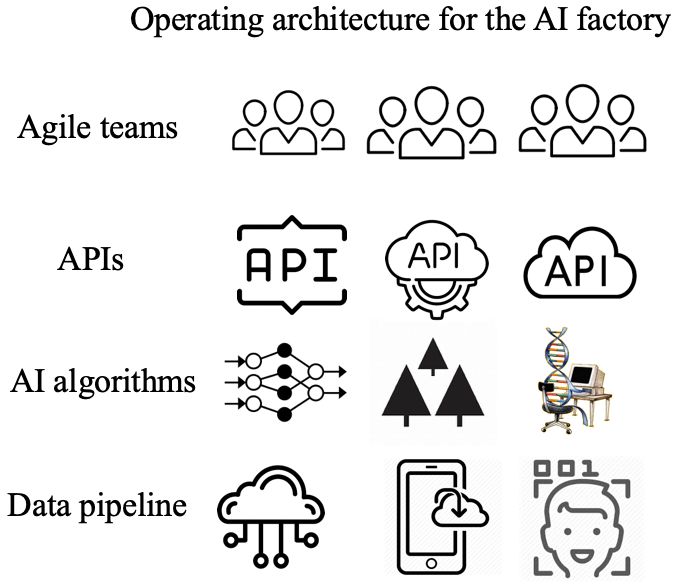 Operating architecture for the AI factory
Agile teams
APIs
API
API
API
AI algorithms
Data pipeline
001